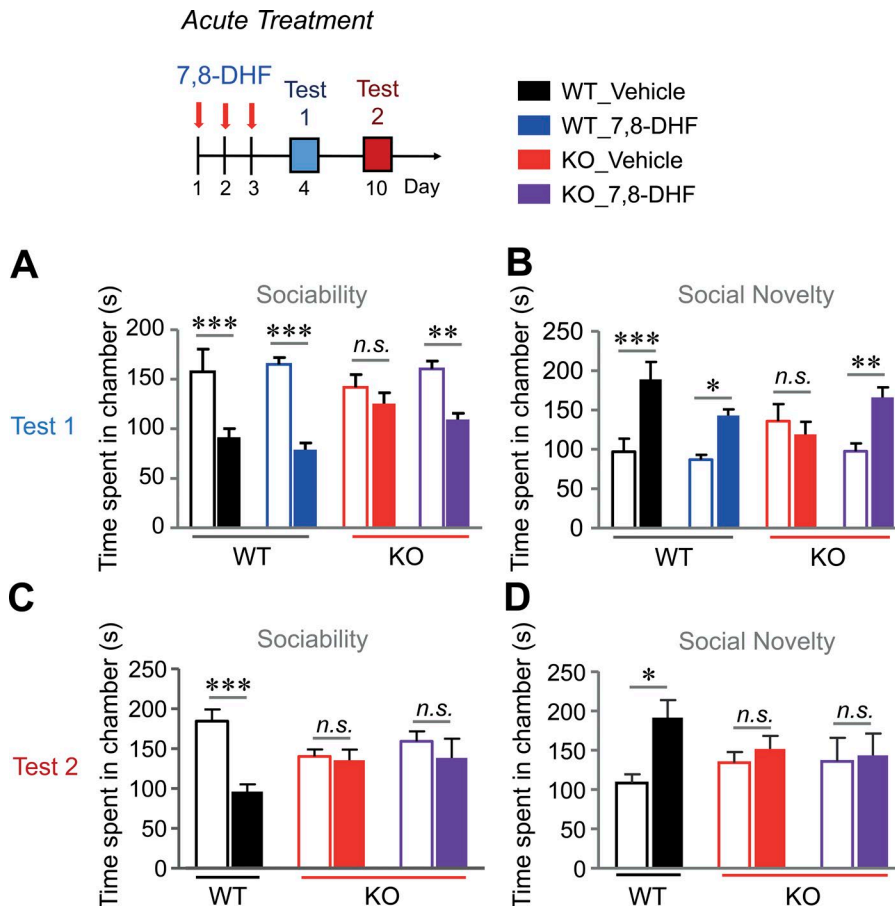 Acute Treatment
7,8-DHF
Test
1
Test
2
1 2 3 4 10 Day
WT_Vehicle
WT_7,8-DHF
KO_Vehicle
KO_7,8-DHF
A
Sociability
Time spent in chamber (s)
200
150
100
50
0
***
***
n.s.
**
WT
KO
B
Social Novelty
Time spent in chamber (s)
250
200
150
100
50
0
***
*
n.s.
**
WT
KO
Test 1
C
Sociability
Time spent in chamber (s)
250
200
150
100
50
0
***
n.s.
n.s.
WT
KO
D
Social Novelty
Time spent in chamber (s)
250
200
150
100
50
0
*
n.s.
n.s.
WT
KO
Test 2